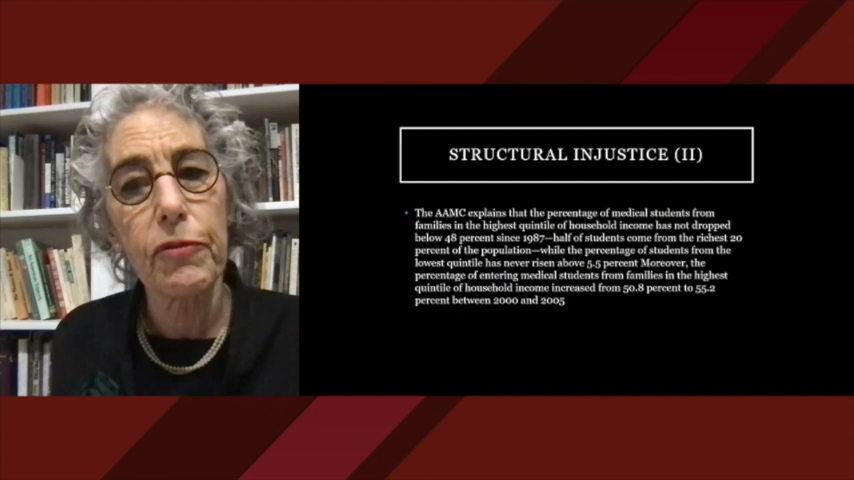 STRUCTURAL INJUSTICE (II)
• The AAMC explains that the percentage of medical students from
families in the highest quintile of household income has not dropped
below 48 percent since 1987—half of students come from the richest 20
percent of the population—while the percentage of students from the
lowest quintile has never risen above 5.5 percent Moreover, the
percentage of entering medical students from families in the highest
quintile of household income increased from 50.8 percent to 55.2
percent between 2000 and 2005